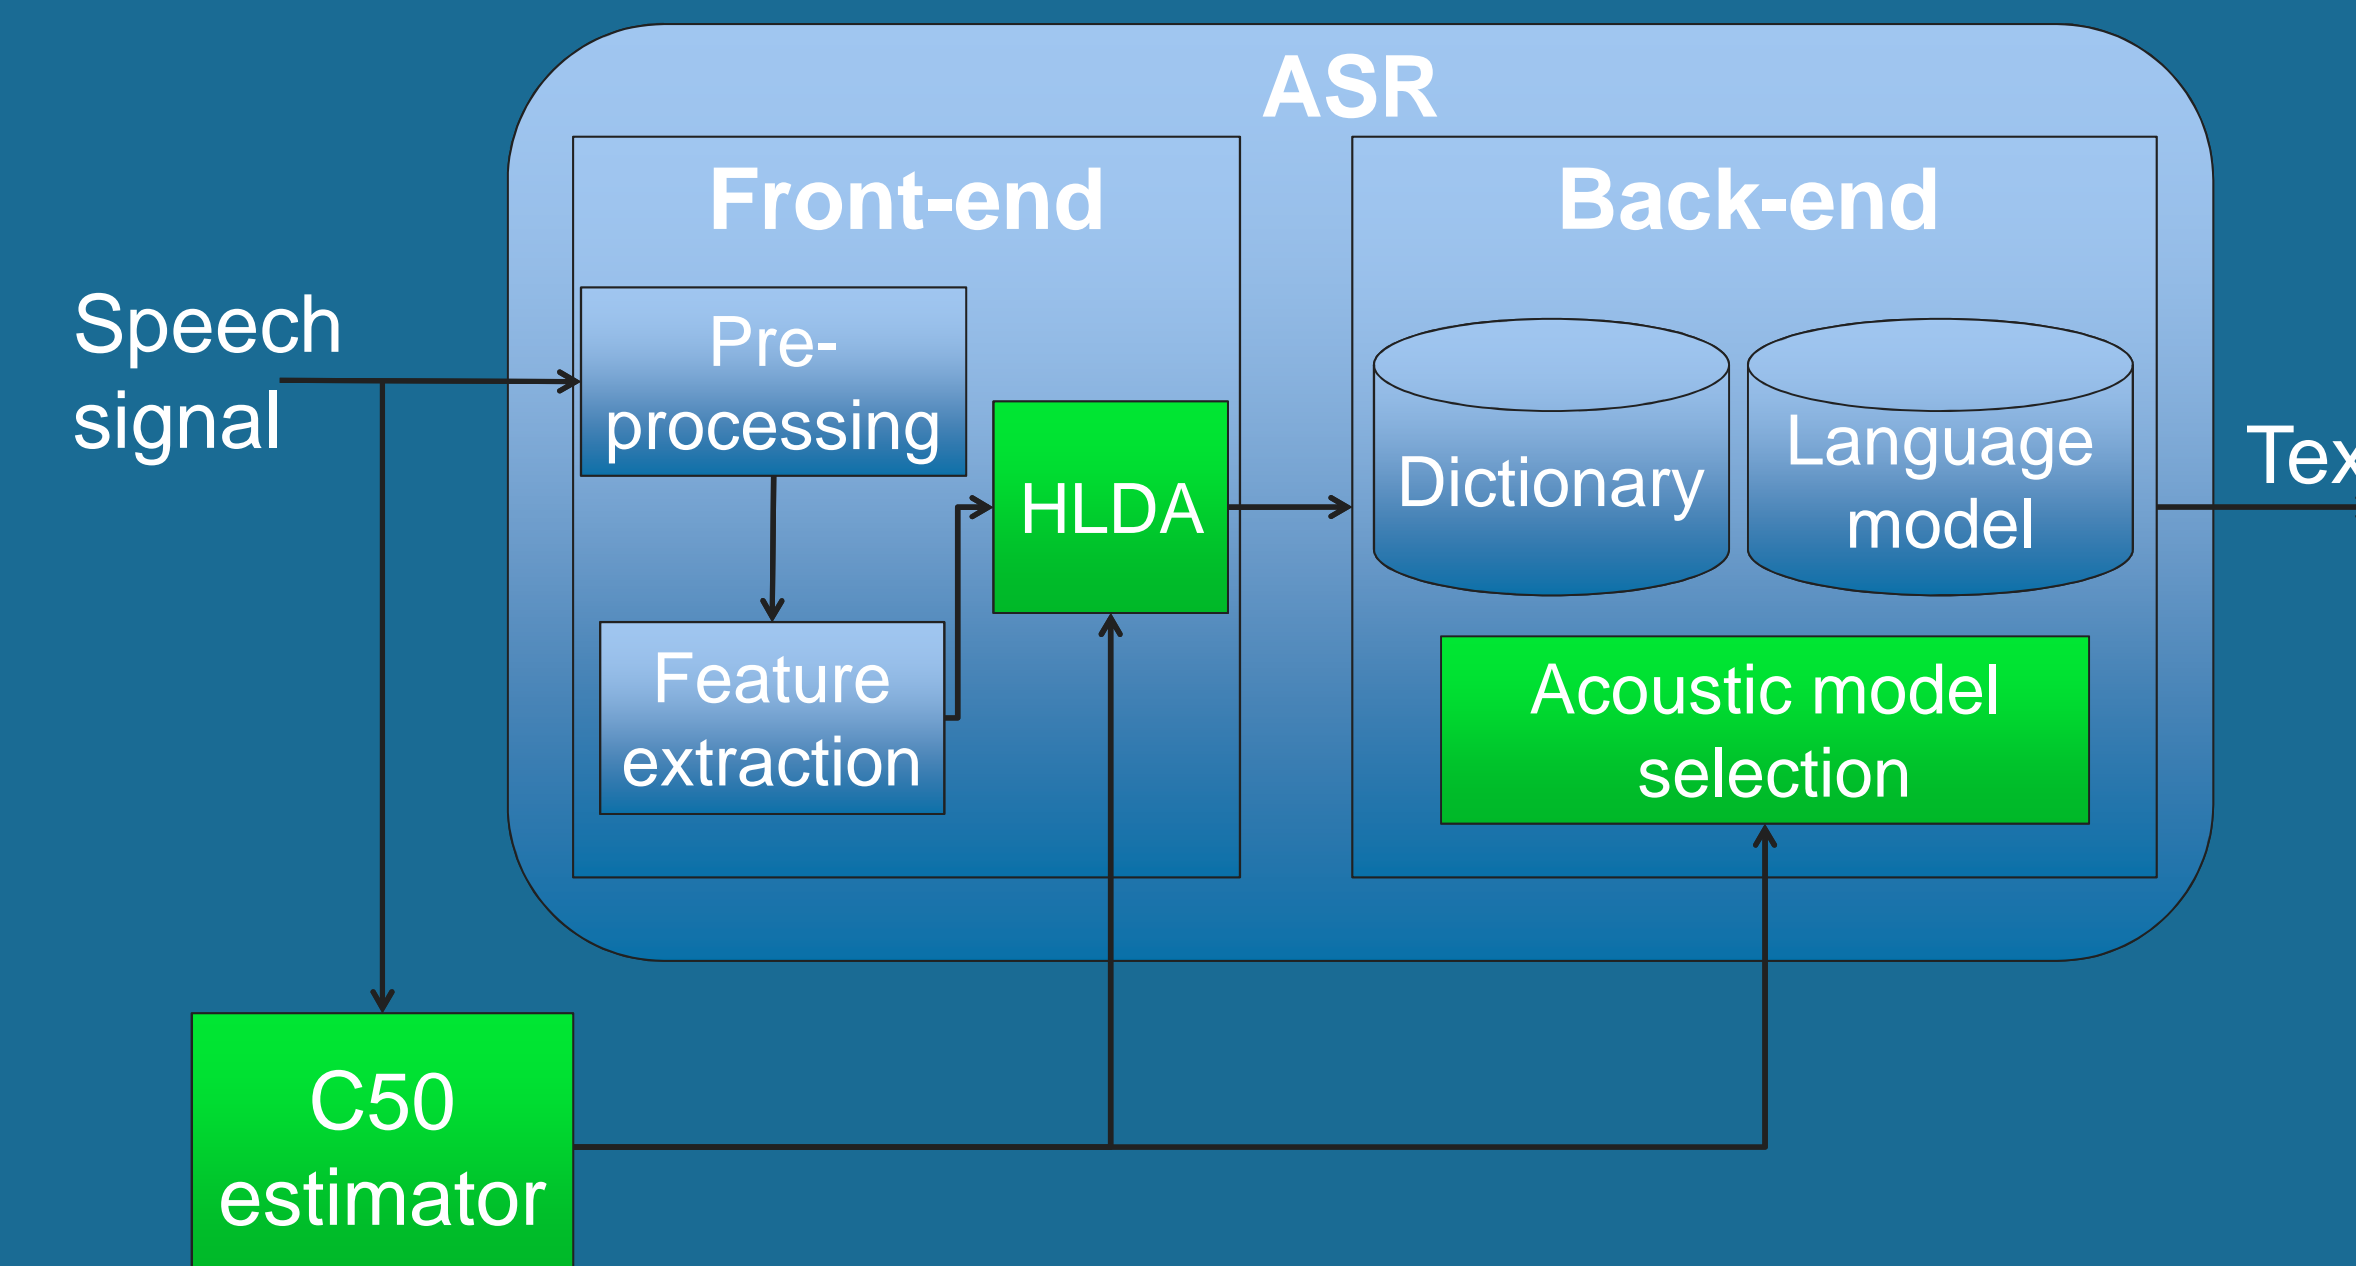 ASR
Front-end
Back-end
Speech
signal
Pre-
processing
HLDA
Feature
extraction
Dictionary
Language
model
Acoustic model
selection
C50
estimator